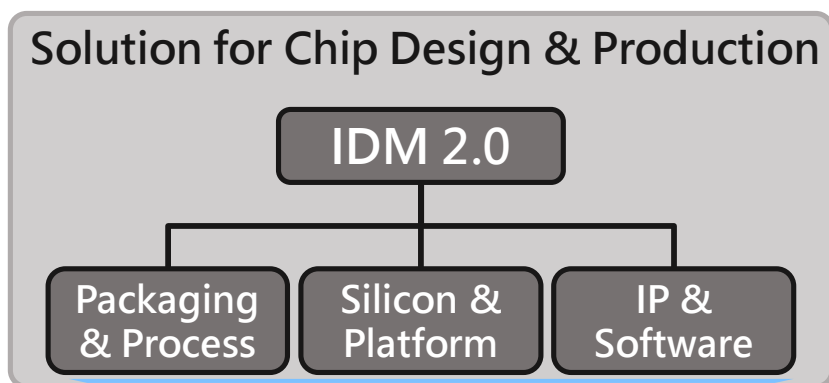 Solution for Chip Design & Production
IDM 2.0
Packaging
& Process
Silicon &
Platform
IP &
Software